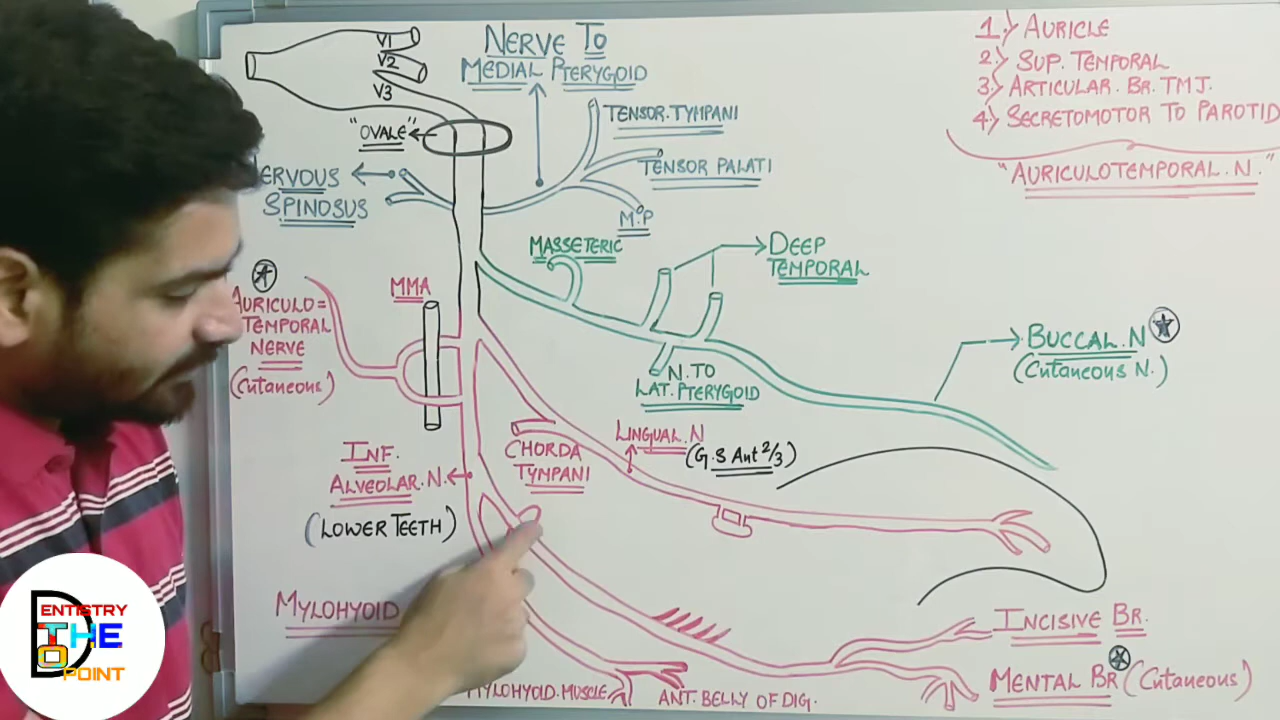 V1
V2
V3
"OVALE"
NERVE TO
MEDIAL PTERYGOID
TENSOR.TYMPANI
TENSOR PALATI
M.P
ERVOUS
SPINOSUS
1.) AURICLE
2) SUP. TEMPORAL
3) ARTICULAR. BR. TMJ.
4) SECRETOMOTOR TO PAROTID
"AURICULOTEMPORAL. N."
MASSETERIC
DEEP
TEMPORAL
MMA
AURICULO=
TEMPORAL
NERVE
(Cutaneous)
BUCCAL. N
(Cutaneous N.)
N. TO
LAT. PTERYGOID
CHORDA
TYMPANI
LINGUAL. N
(G.S Ant 2/3)
INF.
ALVEOLAR. N.
(LOWER TEETH)
MYLOHYOID
MYLOHYOID. MUSCLE
ANT. BELLY OF DIG.
INCISIVE BR.
MENTAL BR (Cutaneous)
DENTISTRY
TO THE
POINT